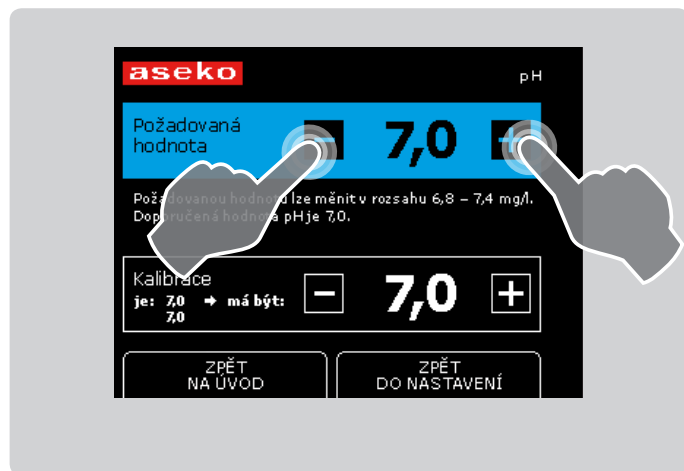 aseko
pH
Požadovaná
hodnota
− 7,0 +
Požadovanou hodnotu lze měnit v rozsahu 6,8 – 7,4 mg/l.
Doporučená hodnota pH je 7,0.
Kalibrace
je: 7,0 ➔ má být:
7,0
− 7,0 +
ZPĚT
NA ÚVOD
ZPĚT
DO NASTAVENÍ